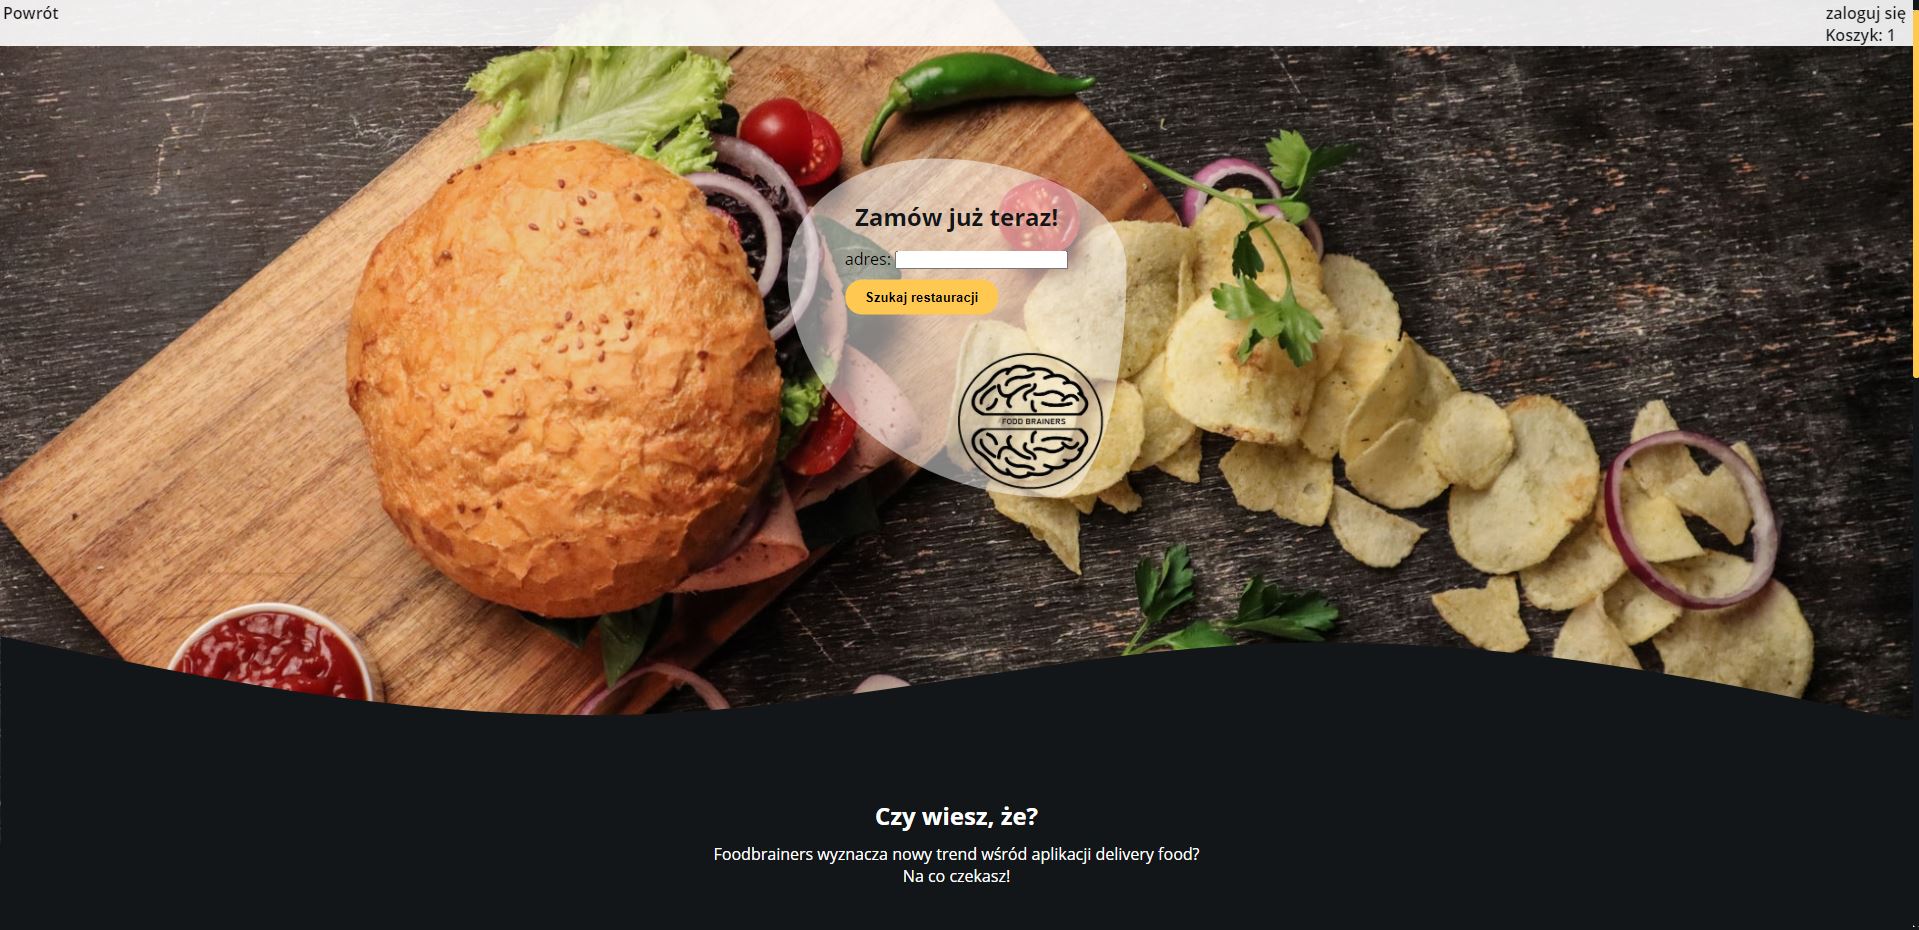 Powrót
zaloguj się
Koszyk: 1
Zamów już teraz!
adres:
Szukaj restauracji
FODD BRAINERS
Czy wiesz, że?
Foodbrainers wyznacza nowy trend wśród aplikacji delivery food?
Na co czekasz!